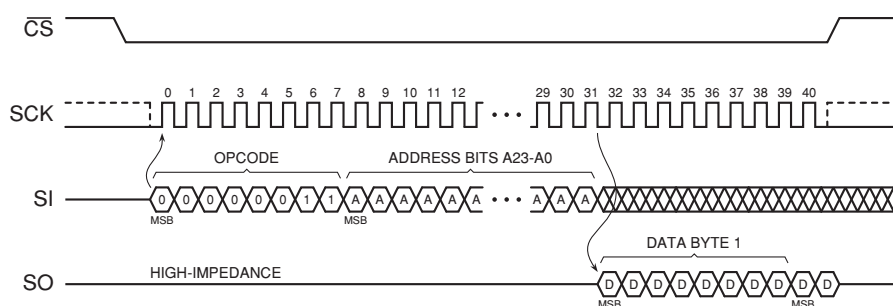 CS
0 1 2 3 4 5 6 7 8 9 10 11 12 29 30 31 32 33 34 35 36 37 38 39 40
SCK
OPCODE ADDRESS BITS A23-A0
SI 0 0 0 0 0 0 1 1 A A A A A A A A A
MSB MSB
DATA BYTE 1
SO HIGH-IMPEDANCE D D D D D D D D D D
MSB MSB